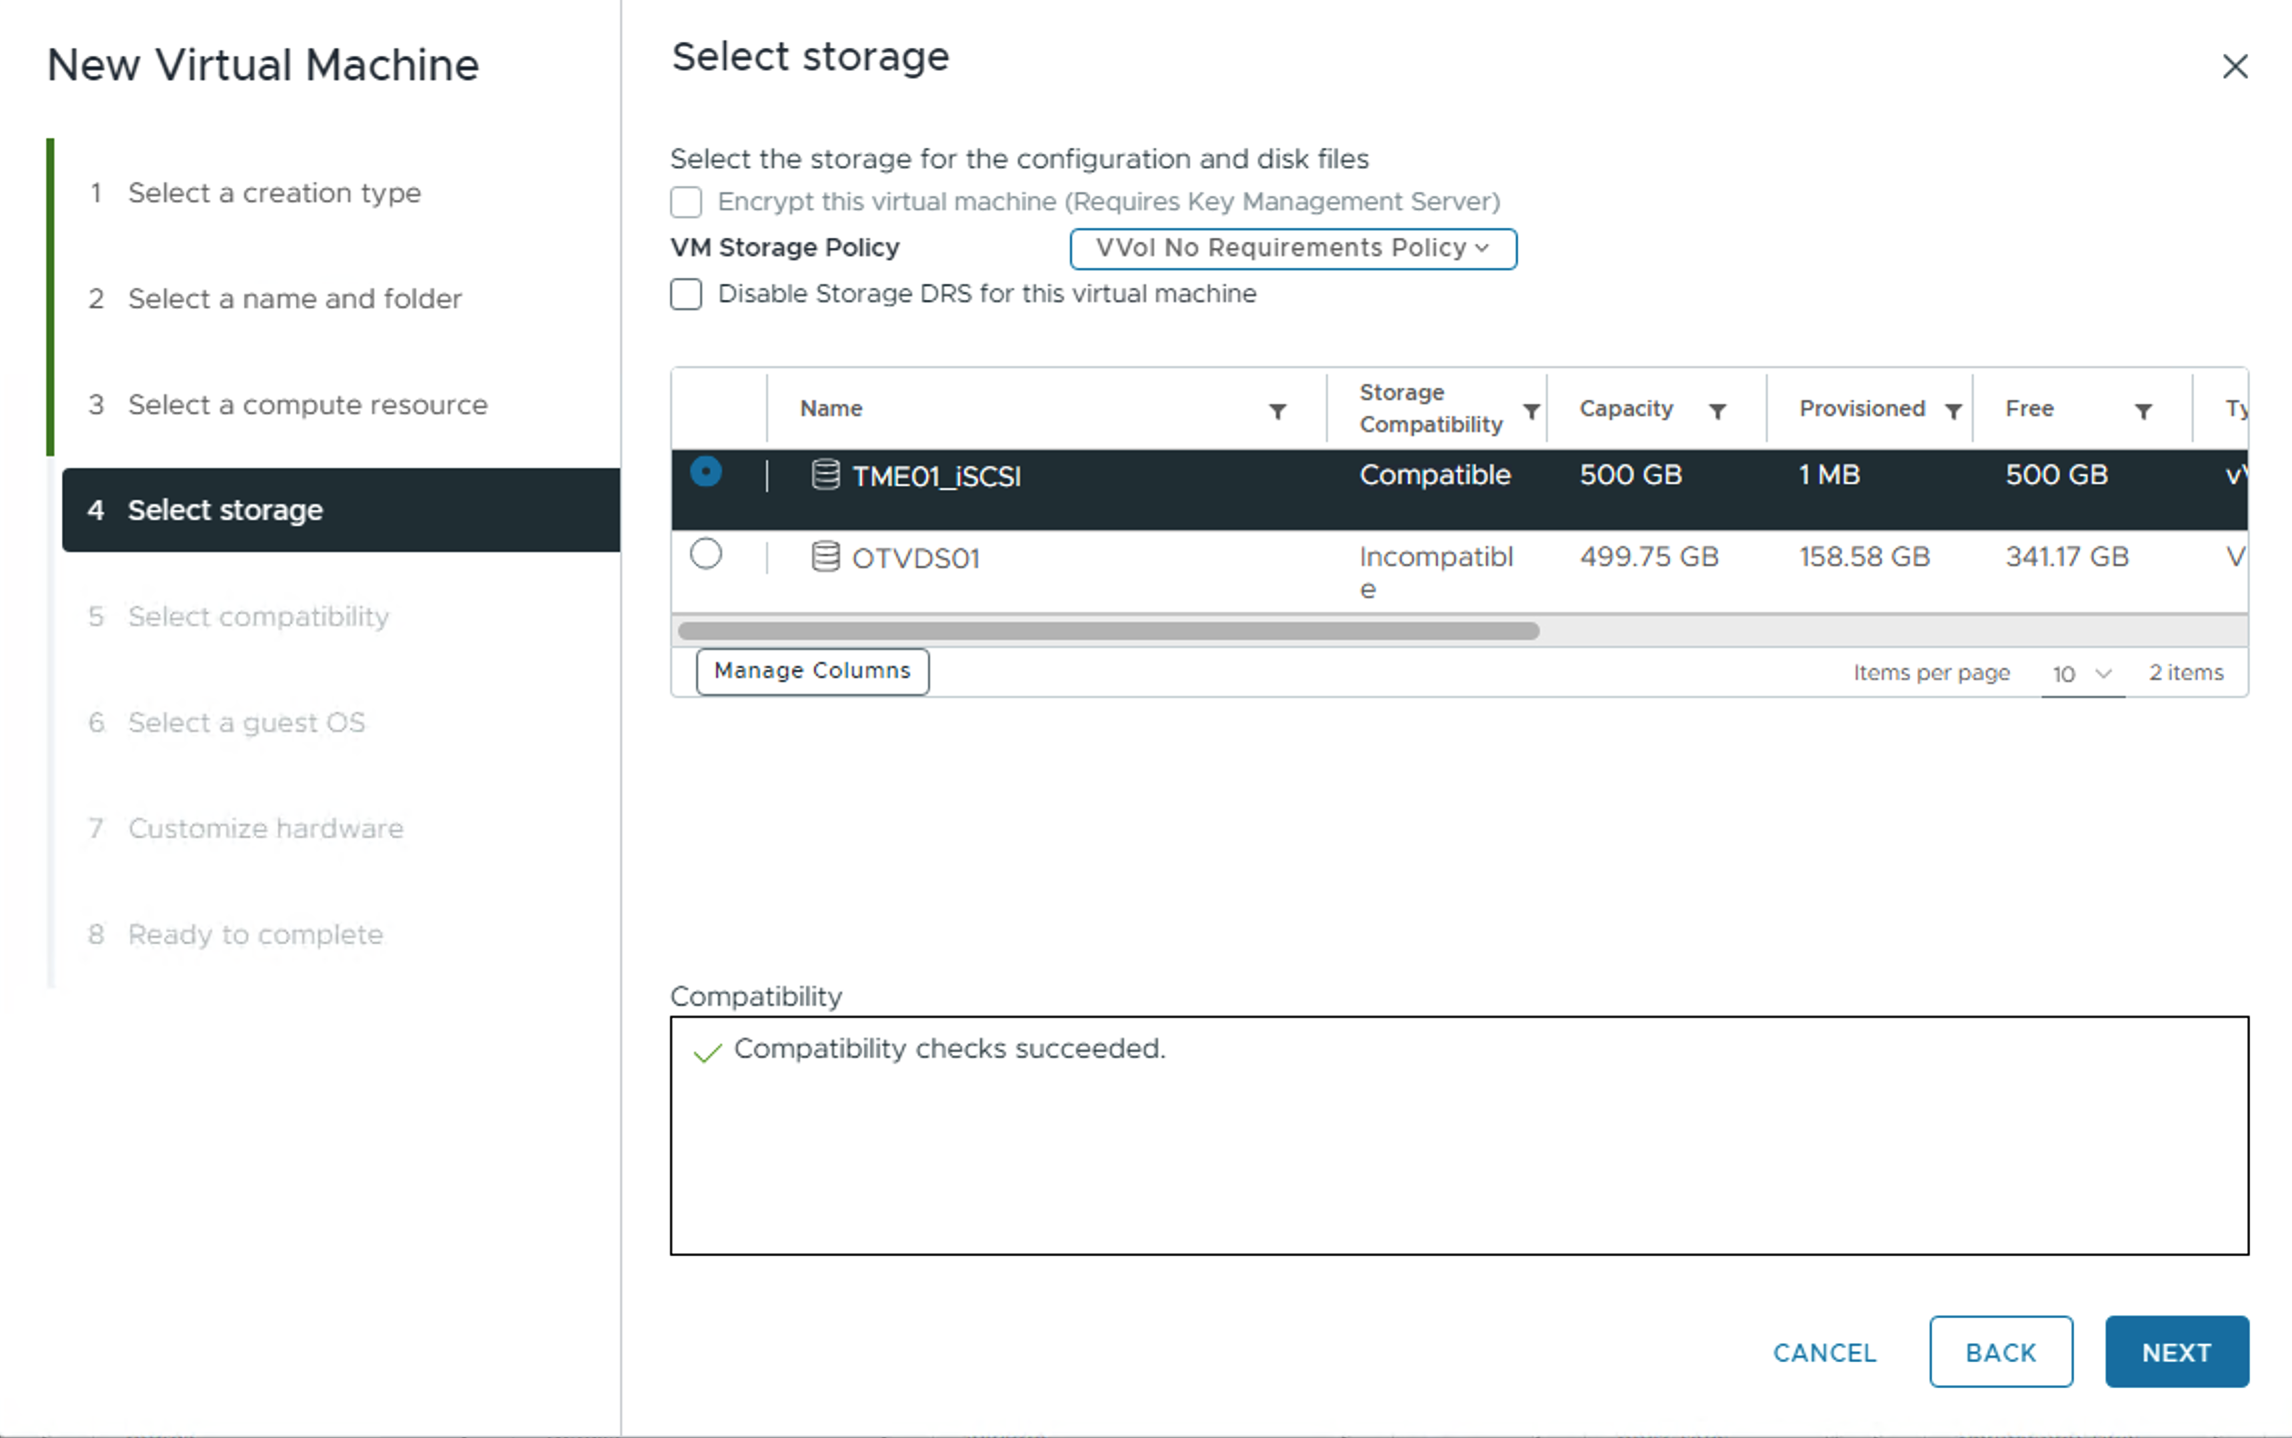 New Virtual Machine
1 Select a creation type
2 Select a name and folder
3 Select a compute resource
4 Select storage
5 Select compatibility
6 Select a guest OS
7 Customize hardware
8 Ready to complete
Select storage
Select the storage for the configuration and disk files
Encrypt this virtual machine (Requires Key Management Server)
VM Storage Policy VVol No Requirements Policy
Disable Storage DRS for this virtual machine
Name Storage Compatibility Capacity Provisioned Free Ty
TME01_iSCSI Compatible 500 GB 1 MB 500 GB
OTVDS01 Incompatibl 499.75 GB 158.58 GB 341.17 GB V
e
Manage Columns Items per page 10 2 items
Compatibility
Compatibility checks succeeded.
CANCEL BACK NEXT